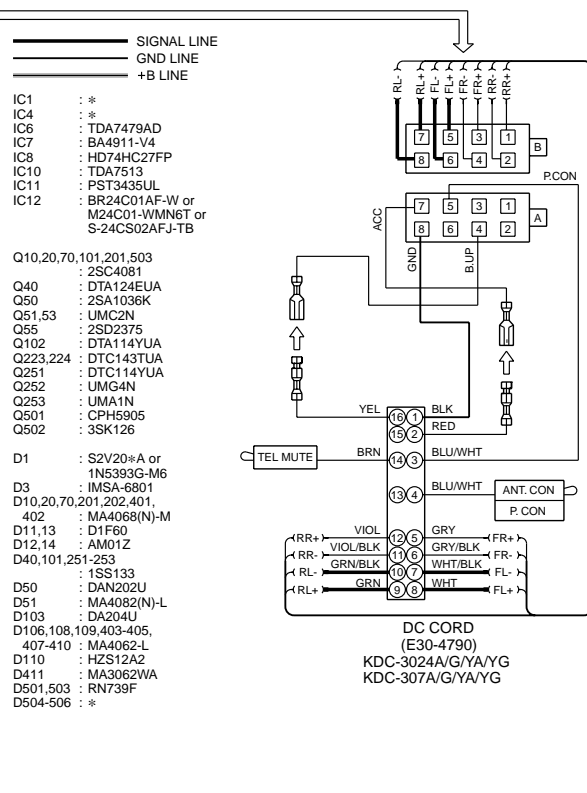 SIGNAL LINE
GND LINE
+B LINE
IC1 : *
IC4 : *
IC6 : TDA7479AD
IC7 : BA4911-V4
IC8 : HD74HC27FP
IC10 : TDA7513
IC11 : PST3435UL
IC12 : BR24C01AF-W or
M24C01-WMN6T or
S-24CS02AFJ-TB
Q10,20,70,101,201,503
: 2SC4081
Q40 : DTA124EUA
Q50 : 2SA1036K
Q51,53 : UMC2N
Q55 : 2SD2375
Q102 : DTA114YUA
Q223,224 : DTC143TUA
Q251 : DTC114YUA
Q252 : UMG4N
Q253 : UMA1N
Q501 : CPH5905
Q502 : 3SK126
D1 : S2V20*A or
1N5393G-M6
D3 : IMSA-6801
D10,20,70,201,202,401,
402 : MA4068(N)-M
D11,13 : D1F60
D12,14 : AM01Z
D40,101,251-253
: 1SS133
D50 : DAN202U
D51 : MA4082(N)-L
D103 : DA204U
D106,108,109,403-405,
407-410 : MA4062-L
D110 : HZS12A2
D411 : MA3062WA
D501,503 : RN739F
D504-506 : *
RL- RL+ FL- FL+ FR- FR+ RR- RR+
7 5 3 1
8 6 4 2
B
P.CON
ACC
7 5 3 1
8 6 4 2
A
GND
B.UP
YEL 16 1 BLK
15 2 RED
TEL MUTE BRN 14 3 BLU/WHT
13 4 BLU/WHT ANT. CON
P. CON
RR+ VIOL 12 5 GRY FR+
RR- VIOL/BLK 11 6 GRY/BLK FR-
RL- GRN/BLK 10 7 WHT/BLK FL-
RL+ GRN 9 8 WHT FL+
DC CORD
(E30-4790)
KDC-3024A/G/YA/YG
KDC-307A/G/YA/YG